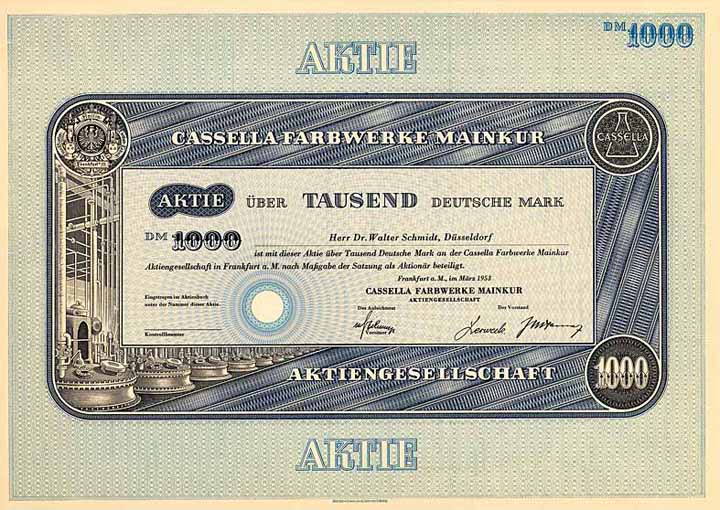 AKTIE
DM 1000
CASSELLA FARBWERKE MAINKUR
CASSELLA
AKTIE ÜBER TAUSEND DEUTSCHE MARK
DM 1000 Herr Dr. Walter Schmidt, Düsseldorf
ist mit dieser Aktie über Tausend Deutsche Mark an der Cassella Farbwerke Mainkur
Aktiengesellschaft in Frankfurt a. M. nach Maßgabe der Satzung als Aktionär beteiligt.
Frankfurt a. M., im März 1953
CASSELLA FARBWERKE MAINKUR
AKTIENGESELLSCHAFT
Eingetragen im Aktienbuch
unter der Nummer dieser Aktie.
Der Aufsichtsrat
Der Vorstand
Vorsitzer
Kontrollbeamter
AKTIENGESELLSCHAFT
1000
AKTIE